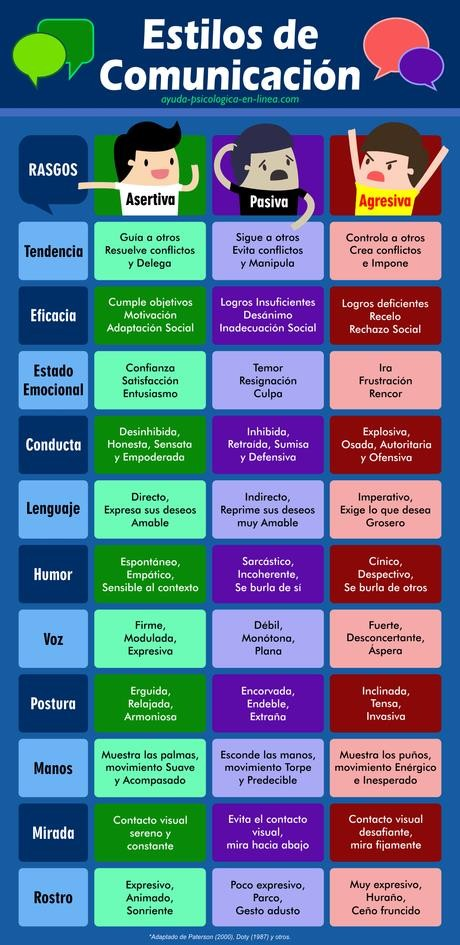 Estilos de
Comunicación
ayuda-psicologica-en-linea.com
RASGOS
Asertiva
Pasiva
Agresiva
Tendencia
Guía a otros
Resuelve conflictos
y Delega
Sigue a otros
Evita conflictos
y Manipula
Controla a otros
Crea conflictos
e Impone
Eficacia
Cumple objetivos
Motivación
Adaptación Social
Logros Insuficientes
Desánimo
Inadecuación Social
Logros deficientes
Recelo
Rechazo Social
Estado
Emocional
Confianza
Satisfacción
Entusiasmo
Temor
Resignación
Culpa
Ira
Frustración
Rencor
Conducta
Desinhibida,
Honesta, Sensata
y Empoderada
Inhibida,
Retraída, Sumisa
y Defensiva
Explosiva,
Osada, Autoritaria
y Ofensiva
Lenguaje
Directo,
Expresa sus deseos
Amable
Indirecto,
Reprime sus deseos
muy Amable
Imperativo,
Exige lo que desea
Grosero
Humor
Espontáneo,
Empático,
Sensible al contexto
Sarcástico,
Incoherente,
Se burla de sí
Cínico,
Despectivo,
Se burla de otros
Voz
Firme,
Modulada,
Expresiva
Débil,
Monótona,
Plana
Fuerte,
Desconcertante,
Áspera
Postura
Erguida,
Relajada,
Armoniosa
Encorvada,
Endeble,
Extraña
Inclinada,
Tensa,
Invasiva
Manos
Muestra las palmas,
movimiento Suave
y Acompasado
Esconde las manos,
movimiento Torpe
y Predecible
Muestra los puños,
movimiento Enérgico
e Inesperado
Mirada
Contacto visual
sereno y
constante
Evita el contacto
visual,
mira hacia abajo
Contacto visual
desafiante,
mira fijamente
Rostro
Expresivo,
Animado,
Sonriente
Poco expresivo,
Parco,
Gesto adusto
Muy expresivo,
Huraño,
Ceño fruncido
*Adaptado de Paterson (2000), Doty (1987) y otros.